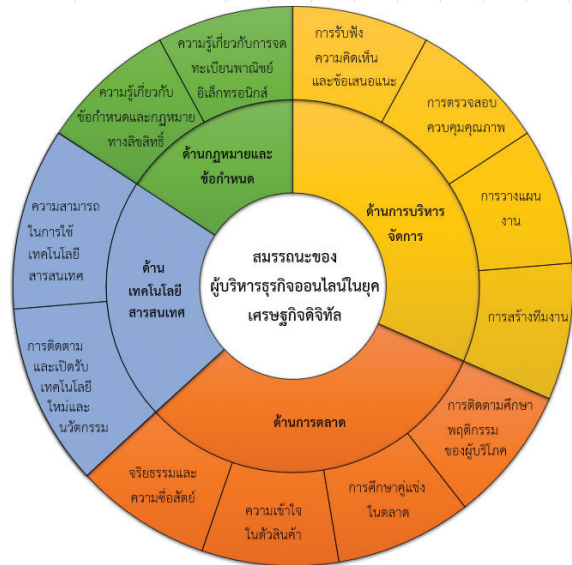 สมรรถนะของ
ผู้บริหารธุรกิจออนไลน์ในยุค
เศรษฐกิจดิจิทัล
ด้านการบริหาร
จัดการ
การรับฟัง
ความคิดเห็น
และข้อเสนอแนะ
การตรวจสอบ
ควบคุมคุณภาพ
การวางแผน
งาน
การสร้างทีมงาน
ด้านการตลาด
การติดตามศึกษา
พฤติกรรม
ของผู้บริโภค
การศึกษาคู่แข่ง
ในตลาด
ความเข้าใจ
ในตัวสินค้า
จริยธรรมและ
ความซื่อสัตย์
ด้าน
เทคโนโลยี
สารสนเทศ
การติดตาม
และเปิดรับ
เทคโนโลยี
ใหม่และ
นวัตกรรม
ความสามารถ
ในการใช้
เทคโนโลยี
สารสนเทศ
ด้านกฎหมายและ
ข้อกำหนด
ความรู้เกี่ยวกับ
ข้อกำหนดและกฎหมาย
ทางลิขสิทธิ์
ความรู้เกี่ยวกับการจด
ทะเบียนพาณิชย์
อิเล็กทรอนิกส์